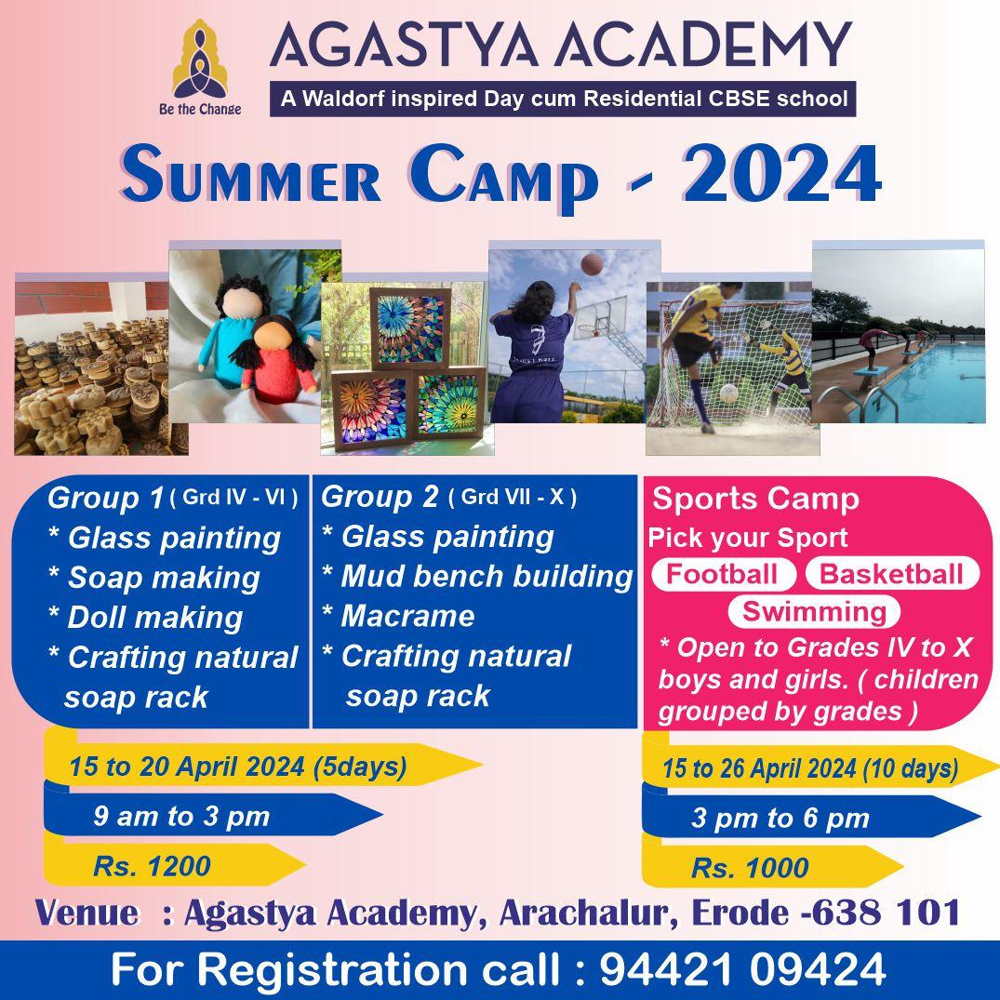 AGASTYA ACADEMY
Be the Change
A Waldorf inspired Day cum Residential CBSE school
SUMMER CAMP - 2024
Group 1 ( Grd IV - VI )
* Glass painting
* Soap making
* Doll making
* Crafting natural
soap rack
Group 2 ( Grd VII - X )
* Glass painting
* Mud bench building
* Macrame
* Crafting natural
soap rack
Sports Camp
Pick your Sport
Football Basketball
Swimming
* Open to Grades IV to X
boys and girls. ( children
grouped by grades )
15 to 20 April 2024 (5days)
9 am to 3 pm
Rs. 1200
15 to 26 April 2024 (10 days)
3 pm to 6 pm
Rs. 1000
Venue : Agastya Academy, Arachalur, Erode -638 101
For Registration call : 94421 09424